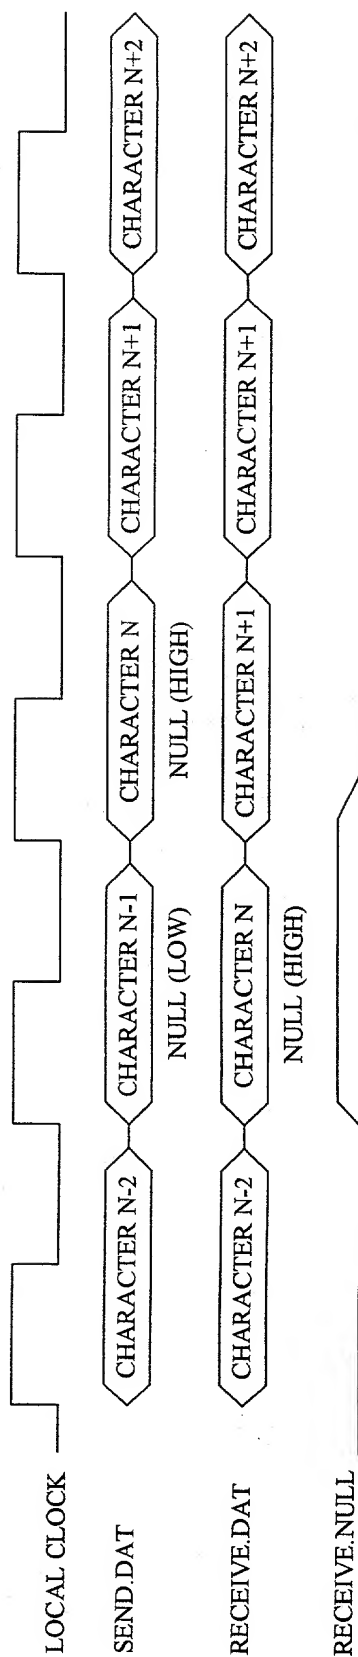 LOCAL CLOCK
SEND.DAT
CHARACTER N-2
CHARACTER N-1
CHARACTER N
CHARACTER N+1
CHARACTER N+2
NULL (LOW)
NULL (HIGH)
RECEIVE.DAT
CHARACTER N-2
CHARACTER N
CHARACTER N+1
CHARACTER N+1
CHARACTER N+2
NULL (HIGH)
RECEIVE.NULL